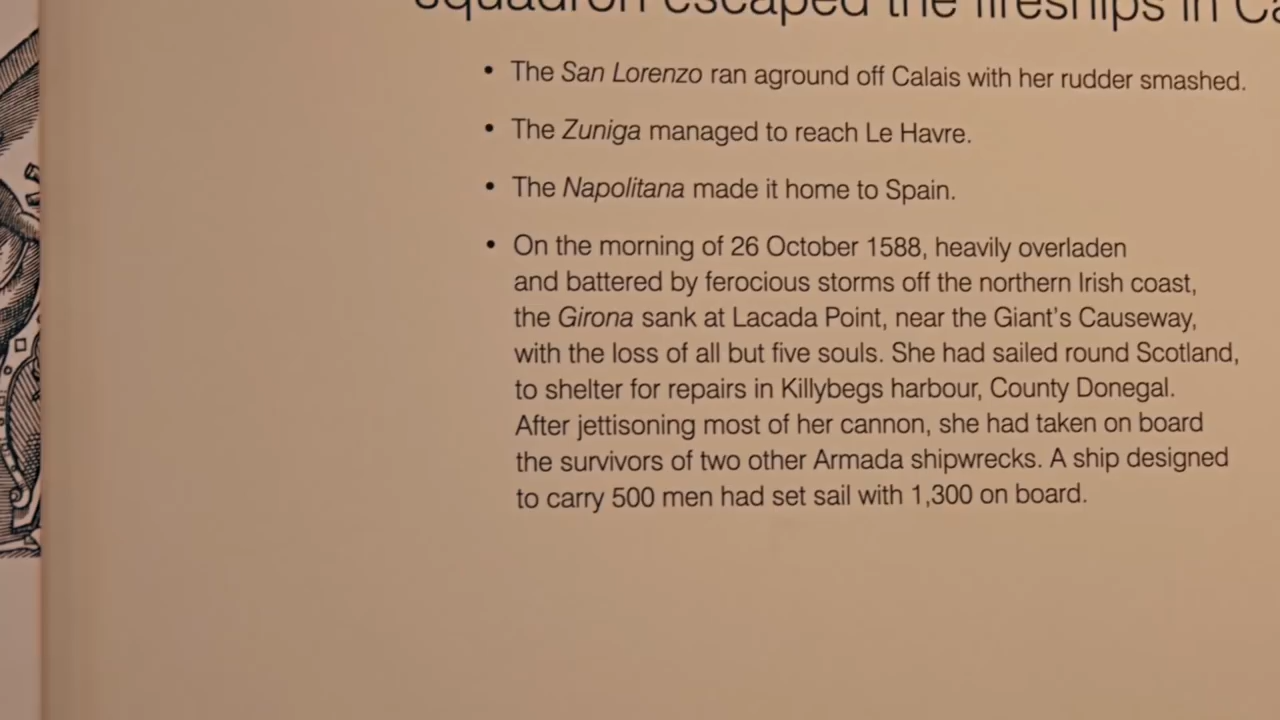 squadron escaped the fireships in
• The San Lorenzo ran aground off Calais with her rudder smashed.
• The Zuniga managed to reach Le Havre.
• The Napolitana made it home to Spain.
• On the morning of 26 October 1588, heavily overladen
and battered by ferocious storms off the northern Irish coast,
the Girona sank at Lacada Point, near the Giant's Causeway,
with the loss of all but five souls. She had sailed round Scotland,
to shelter for repairs in Killybegs harbour, County Donegal.
After jettisoning most of her cannon, she had taken on board
the survivors of two other Armada shipwrecks. A ship designed
to carry 500 men had set sail with 1,300 on board.